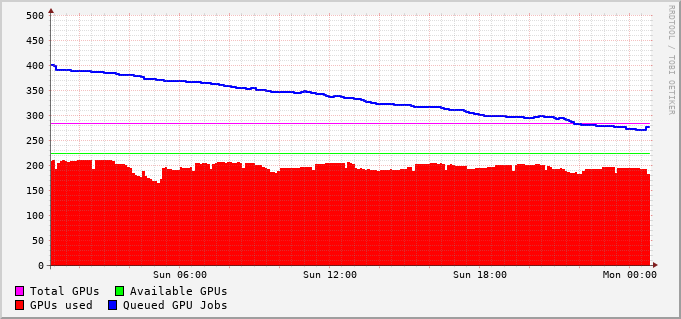 500
450
400
350
300
250
200
150
100
50
0
Sun 06:00 Sun 12:00 Sun 18:00 Mon 00:00
Total GPUs Available GPUs
GPUs used Queued GPU Jobs
RRDTOOL / TOBI OETIKER